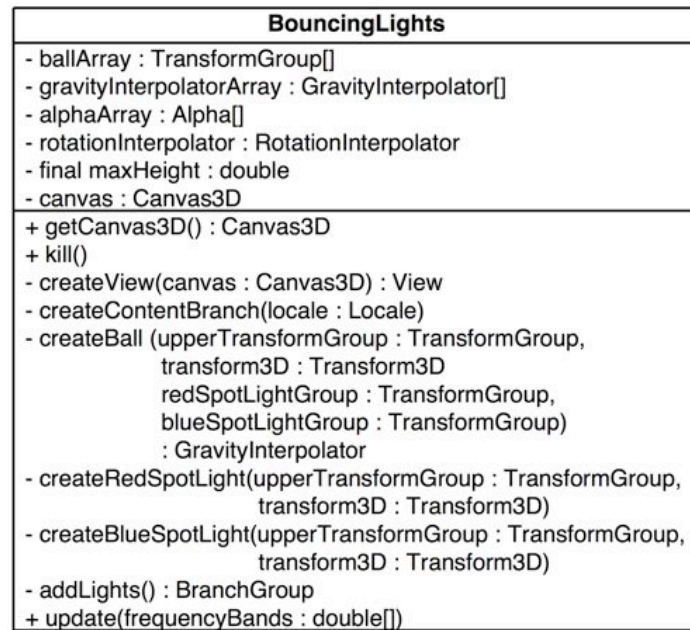 BouncingLights
- ballArray : TransformGroup[]
- gravityInterpolatorArray : GravityInterpolator[]
- alphaArray : Alpha[]
- rotationInterpolator : RotationInterpolator
- final maxHeight : double
- canvas : Canvas3D
+ getCanvas3D() : Canvas3D
+ kill()
- createView(canvas : Canvas3D) : View
- createContentBranch(locale : Locale)
- createBall (upperTransformGroup : TransformGroup,
transform3D : Transform3D
redSpotLightGroup : TransformGroup,
blueSpotLightGroup : TransformGroup)
: GravityInterpolator
- createRedSpotLight(upperTransformGroup : TransformGroup,
transform3D : Transform3D)
- createBlueSpotLight(upperTransformGroup : TransformGroup,
transform3D : Transform3D)
- addLights() : BranchGroup
+ update(frequencyBands : double[])